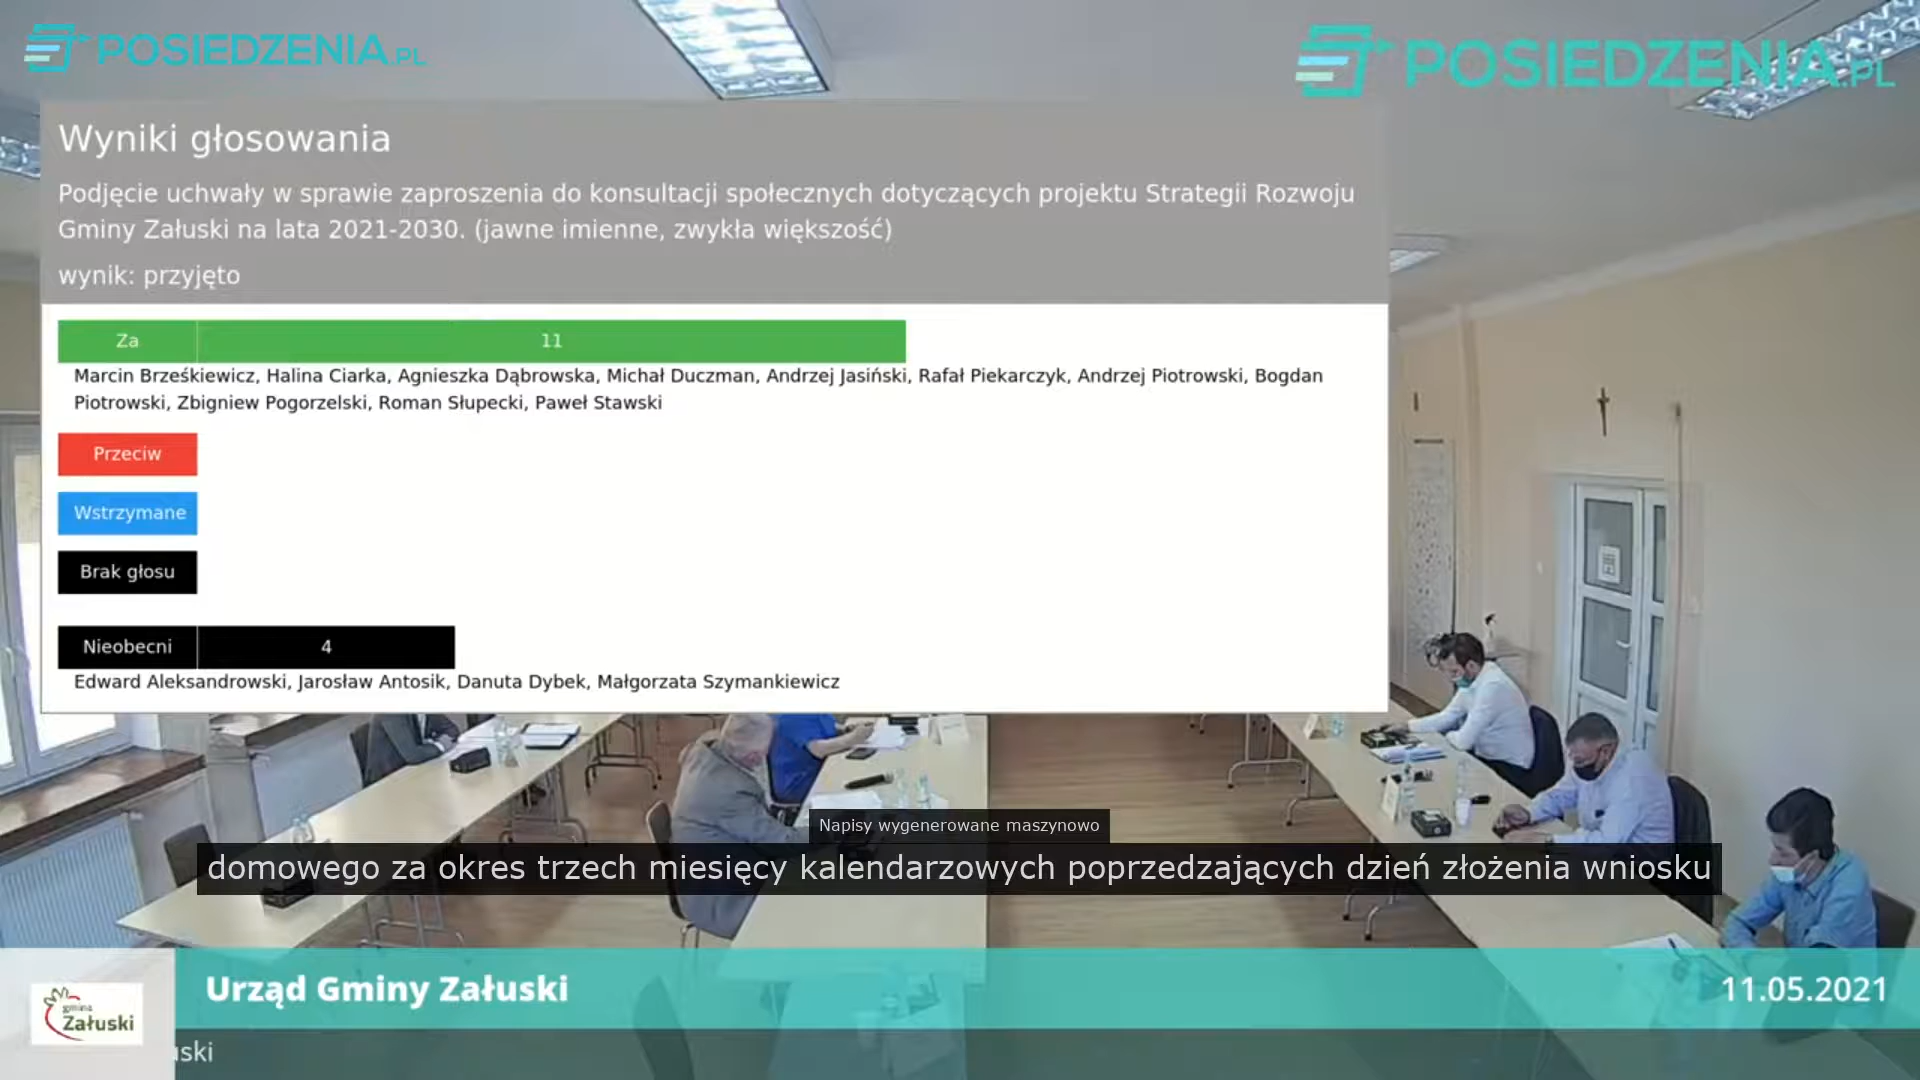 POSIEDZENIA.PL
POSIEDZENIA.PL
Wyniki głosowania
Podjęcie uchwały w sprawie zaproszenia do konsultacji społecznych dotyczących projektu Strategii Rozwoju
Gminy Załuski na lata 2021-2030. (jawne imienne, zwykła większość)
wynik: przyjęto
Za 11
Marcin Brześkiewicz, Halina Ciarka, Agnieszka Dąbrowska, Michał Duczman, Andrzej Jasiński, Rafał Piekarczyk, Andrzej Piotrowski, Bogdan
Piotrowski, Zbigniew Pogorzelski, Roman Słupecki, Paweł Stawski
Przeciw
Wstrzymane
Brak głosu
Nieobecni 4
Edward Aleksandrowski, Jarosław Antosik, Danuta Dybek, Małgorzata Szymankiewicz
Napisy wygenerowane maszynowo
domowego za okres trzech miesięcy kalendarzowych poprzedzających dzień złożenia wniosku
Urząd Gminy Załuski
11.05.2021
gmina
Załuski
uski